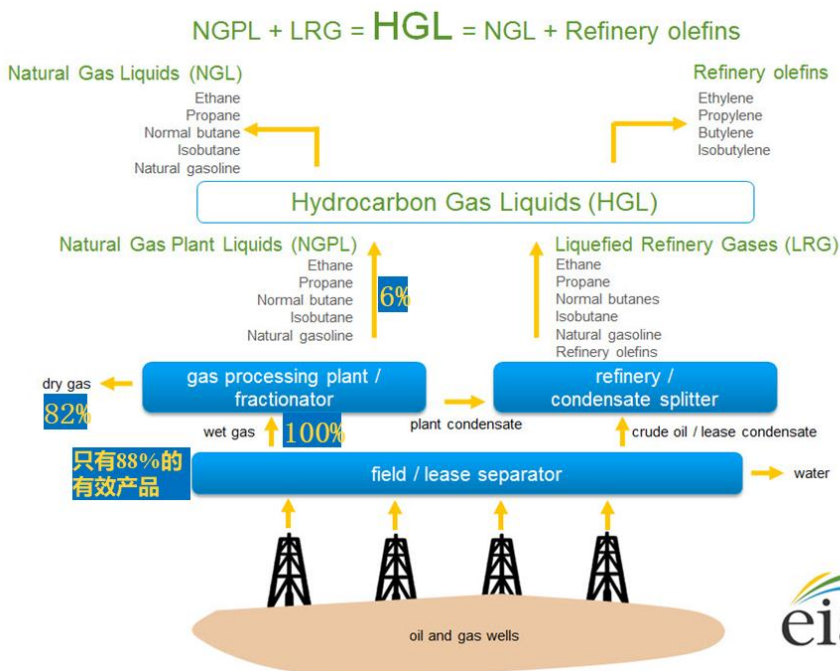 NGPL + LRG = HGL = NGL + Refinery olefins
Natural Gas Liquids (NGL)
Ethane
Propane
Normal butane
Isobutane
Natural gasoline
Refinery olefins
Ethylene
Propylene
Butylene
Isobutylene
Hydrocarbon Gas Liquids (HGL)
Natural Gas Plant Liquids (NGPL)
Ethane
Propane
Normal butane
Isobutane
Natural gasoline
6%
Liquefied Refinery Gases (LRG)
Ethane
Propane
Normal butanes
Isobutane
Natural gasoline
Refinery olefins
dry gas
82%
gas processing plant /
fractionator
refinery /
condensate splitter
wet gas
100%
plant condensate
crude oil / lease condensate
只有88%的
有效产品
field / lease separator
water
oil and gas wells